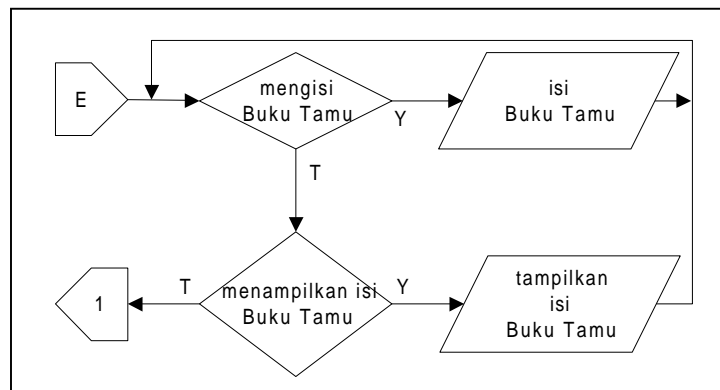 E
mengisi
Buku Tamu
Y
isi
Buku Tamu
T
1
T
menampilkan isi
Buku Tamu
Y
tampilkan
isi
Buku Tamu